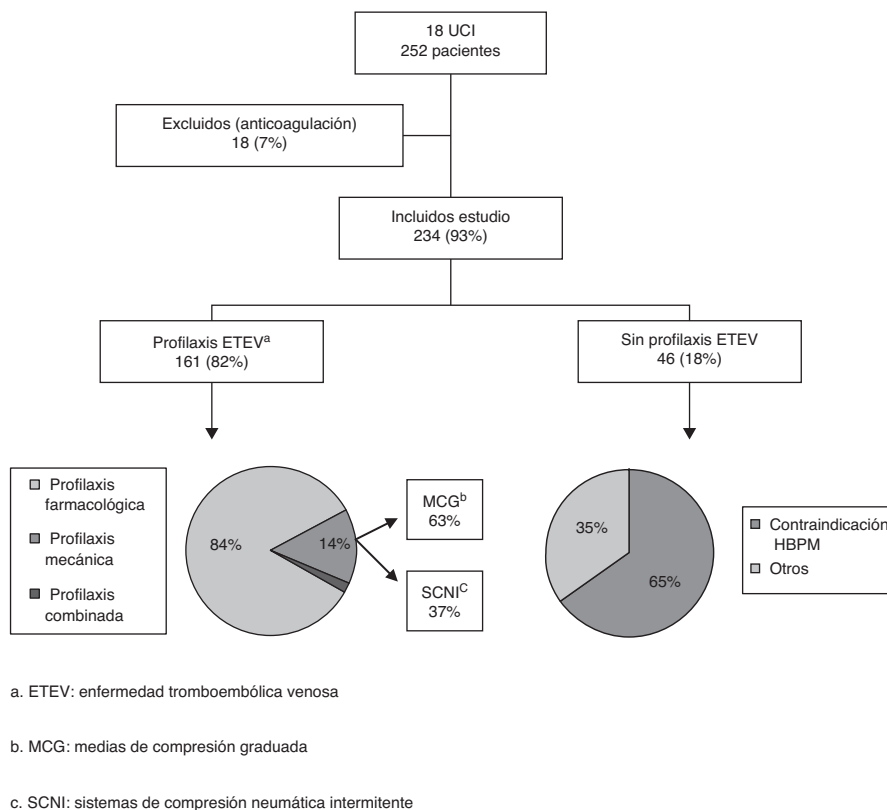 18 UCI
252 pacientes
Excluidos (anticoagulación)
18 (7%)
Incluidos estudio
234 (93%)
Profilaxis ETEVa
161 (82%)
Sin profilaxis ETEV
46 (18%)
Profilaxis
farmacológica
Profilaxis
mecánica
Profilaxis
combinada
84%
14%
MCGb
63%
SCNIC
37%
35%
65%
Contraindicación
HBPM
Otros
a. ETEV: enfermedad tromboembólica venosa
b. MCG: medias de compresión graduada
c. SCNI: sistemas de compresión neumática intermitente